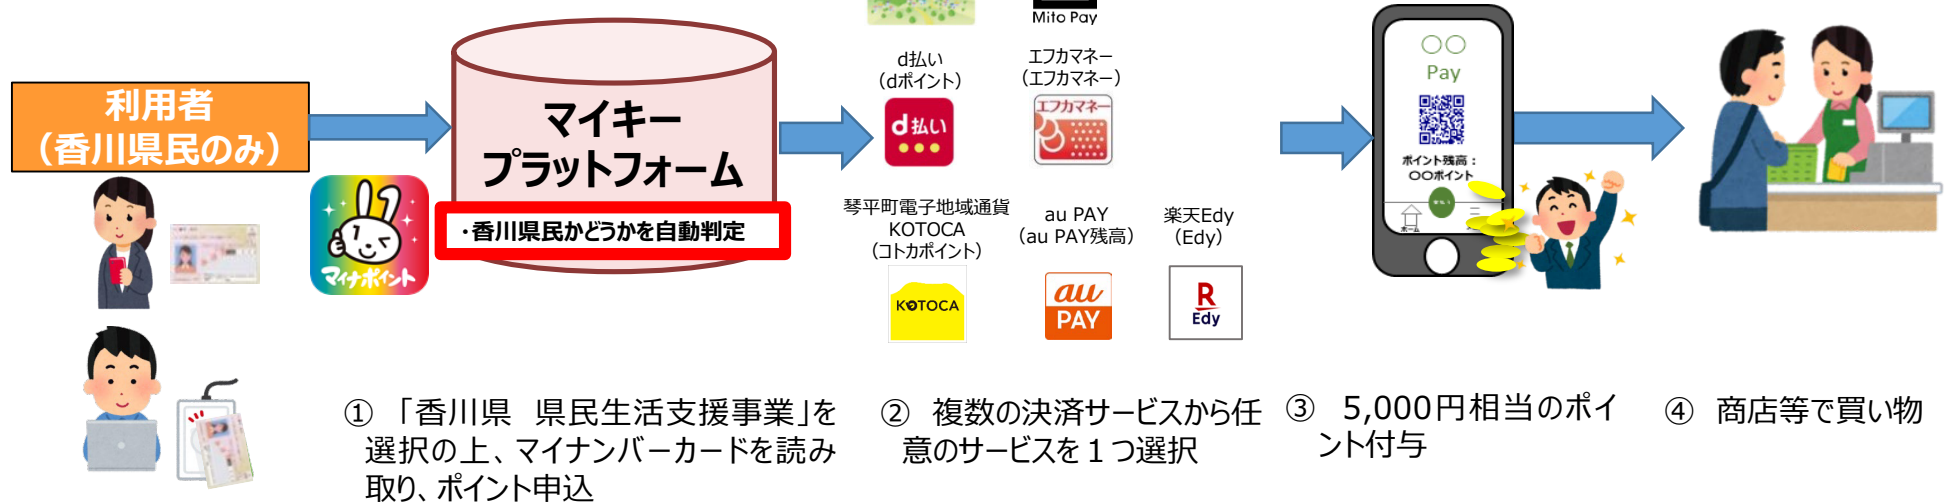 利用者
（香川県民のみ）
マイナポイント
マイキー
プラットフォーム
・香川県民かどうかを自動判定
Mito Pay
d払い
（dポイント）
d払い
エフカマネー
（エフカマネー）
エフカマネー
琴平町電子地域通貨
KOTOCA
（コトカポイント）
KOTOCA
au PAY
（au PAY残高）
au
PAY
楽天Edy
（Edy）
R
Edy
〇〇
Pay
ポイント残高：
〇〇ポイント
ホーム
① 「香川県　県民生活支援事業」を
選択の上、マイナンバーカードを読み
取り、ポイント申込
② 複数の決済サービスから任
意のサービスを１つ選択
③ 5,000円相当のポイ
ント付与
④ 商店等で買い物